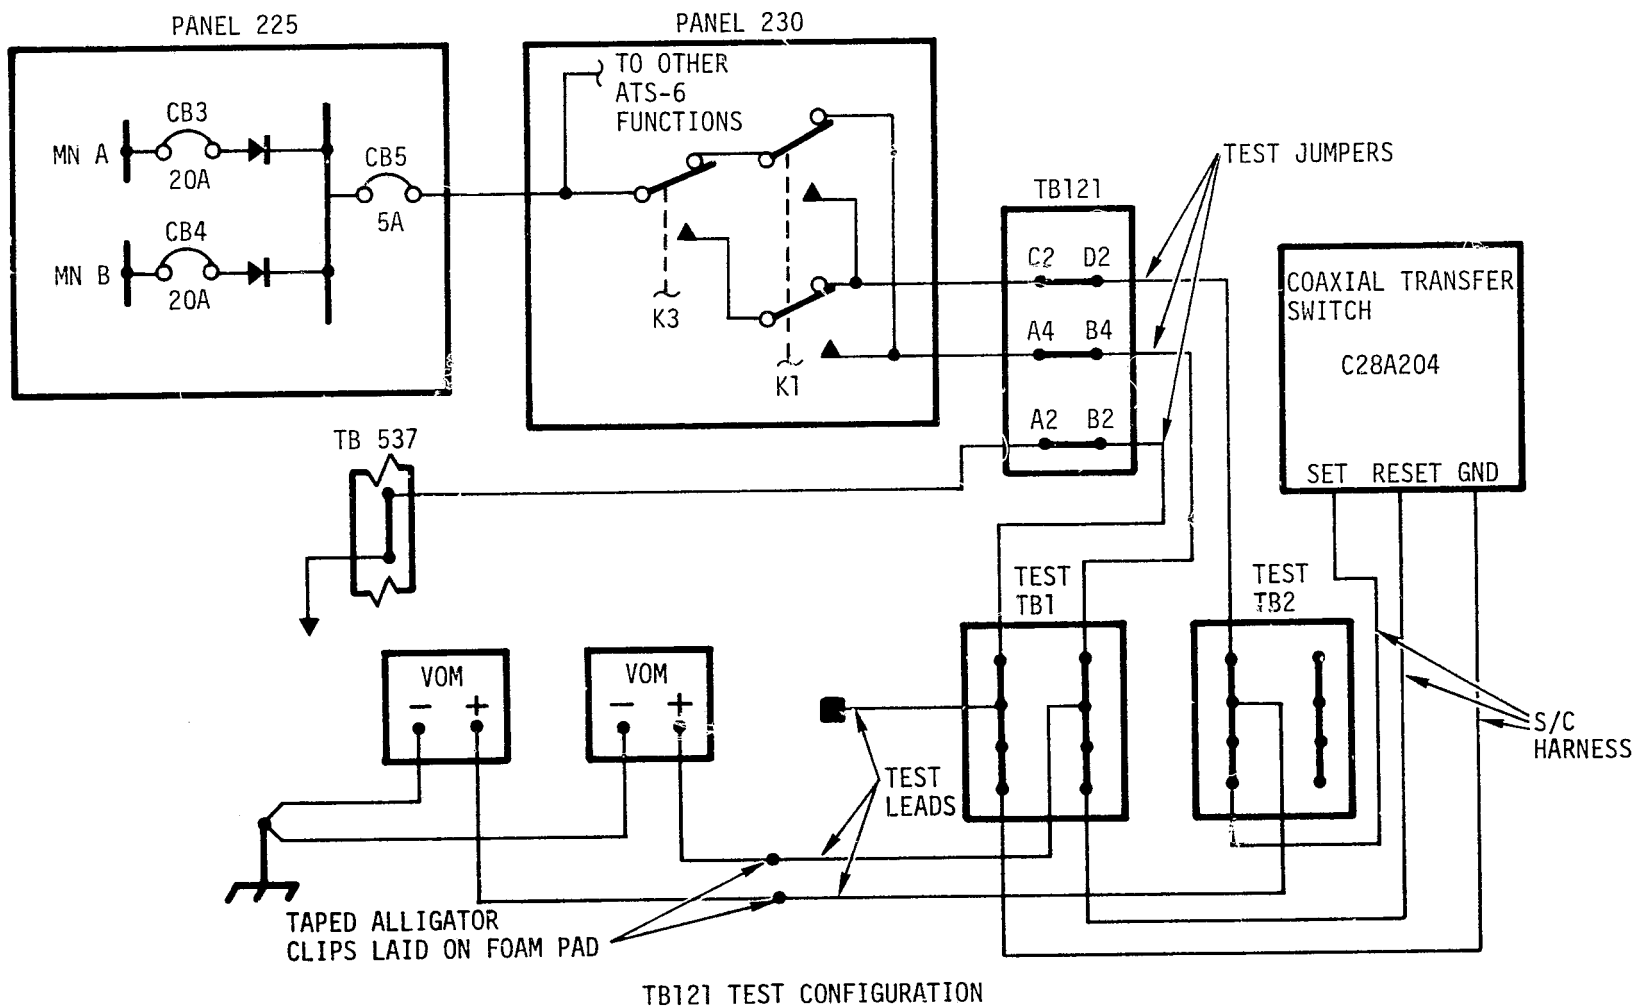 PANEL 225
PANEL 230
TO OTHER
ATS-6
FUNCTIONS
CB3
MN A
20A
CB5
5A
CB4
MN B
20A
K3
K1
TB121
C2 D2
A4 B4
A2 B2
TEST JUMPERS
COAXIAL TRANSFER
SWITCH
C28A204
SET RESET GND
TB 537
TEST
TB1
TEST
TB2
VOM
- +
VOM
- +
TEST
LEADS
S/C
HARNESS
TAPED ALLIGATOR
CLIPS LAID ON FOAM PAD
TB121 TEST CONFIGURATION